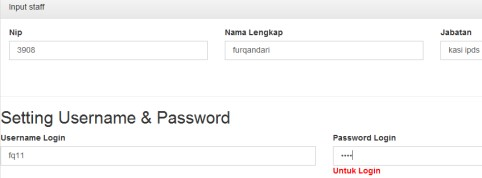 Input staff
Nip Nama Lengkap Jabatan
3908 furqandari kasi ipds
Setting Username & Password
Username Login Password Login
fq11 ••••
Untuk Login